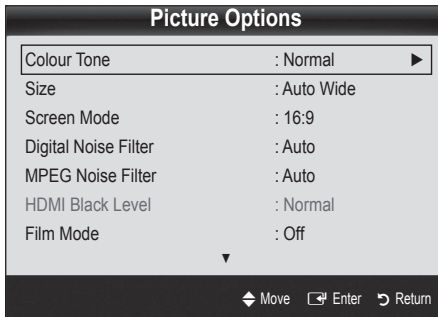 Picture Options
Colour Tone : Normal ►
Size : Auto Wide
Screen Mode : 16:9
Digital Noise Filter : Auto
MPEG Noise Filter : Auto
HDMI Black Level : Normal
Film Mode : Off
▼
Move Enter Return